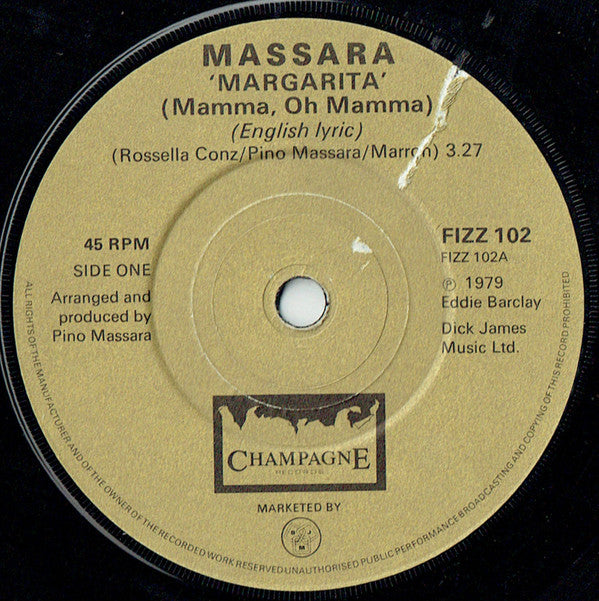 MASSARA
'MARGARITA'
(Mamma, Oh Mamma)
(English lyric)
(Rossella Conz/Pino Massara/Marron) 3.27
45 RPM
SIDE ONE
Arranged and
produced by
Pino Massara
FIZZ 102
FIZZ 102A
℗ 1979
Eddie Barclay
Dick James
Music Ltd.
CHAMPAGNE
RECORDS
MARKETED BY
D J M
ALL RIGHTS OF THE MANUFACTURER AND OF THE OWNER OF THE RECORDED WORK RESERVED UNAUTHORISED PUBLIC PERFORMANCE BROADCASTING AND COPYING OF THIS RECORD PROHIBITED